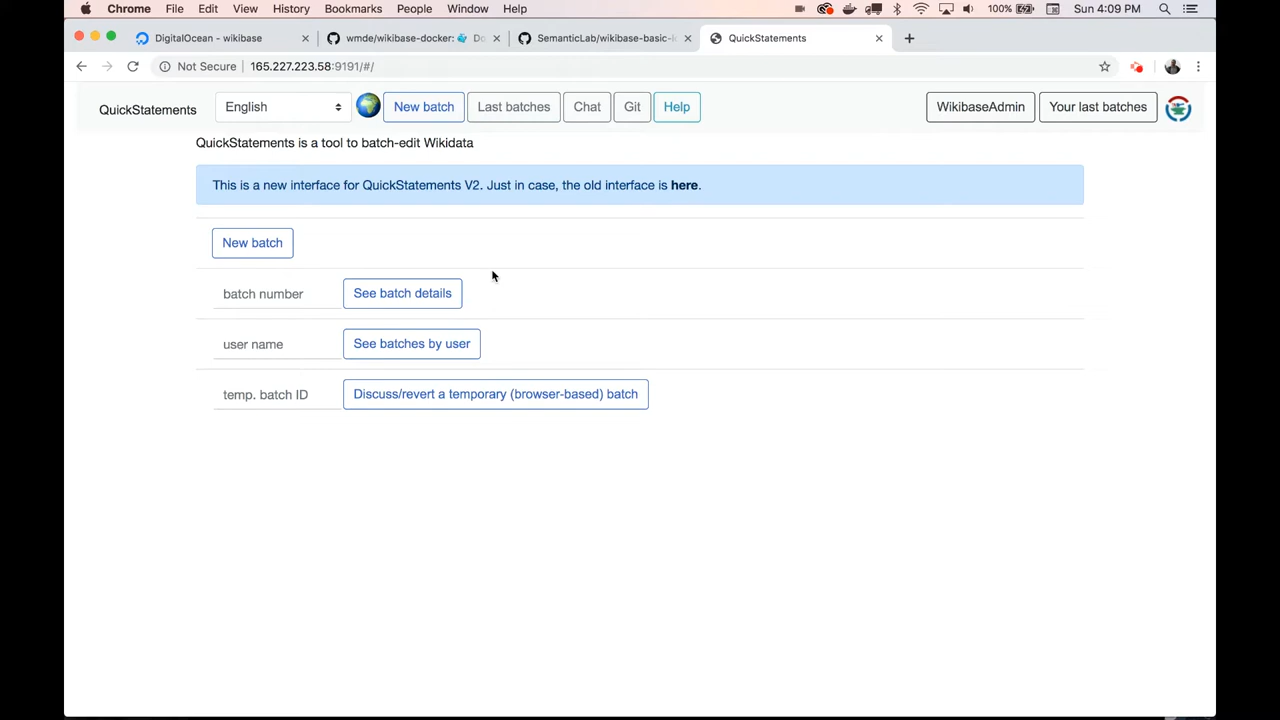 Chrome File Edit View History Bookmarks People Window Help 100% Sun 4:09 PM
DigitalOcean - wikibase wmde/wikibase-docker: SemanticLab/wikibase-basic- QuickStatements
Not Secure 165.227.223.58:9191/#/
QuickStatements English New batch Last batches Chat Git Help WikibaseAdmin Your last batches
QuickStatements is a tool to batch-edit Wikidata
This is a new interface for QuickStatements V2. Just in case, the old interface is here.
New batch
batch number See batch details
user name See batches by user
temp. batch ID Discuss/revert a temporary (browser-based) batch